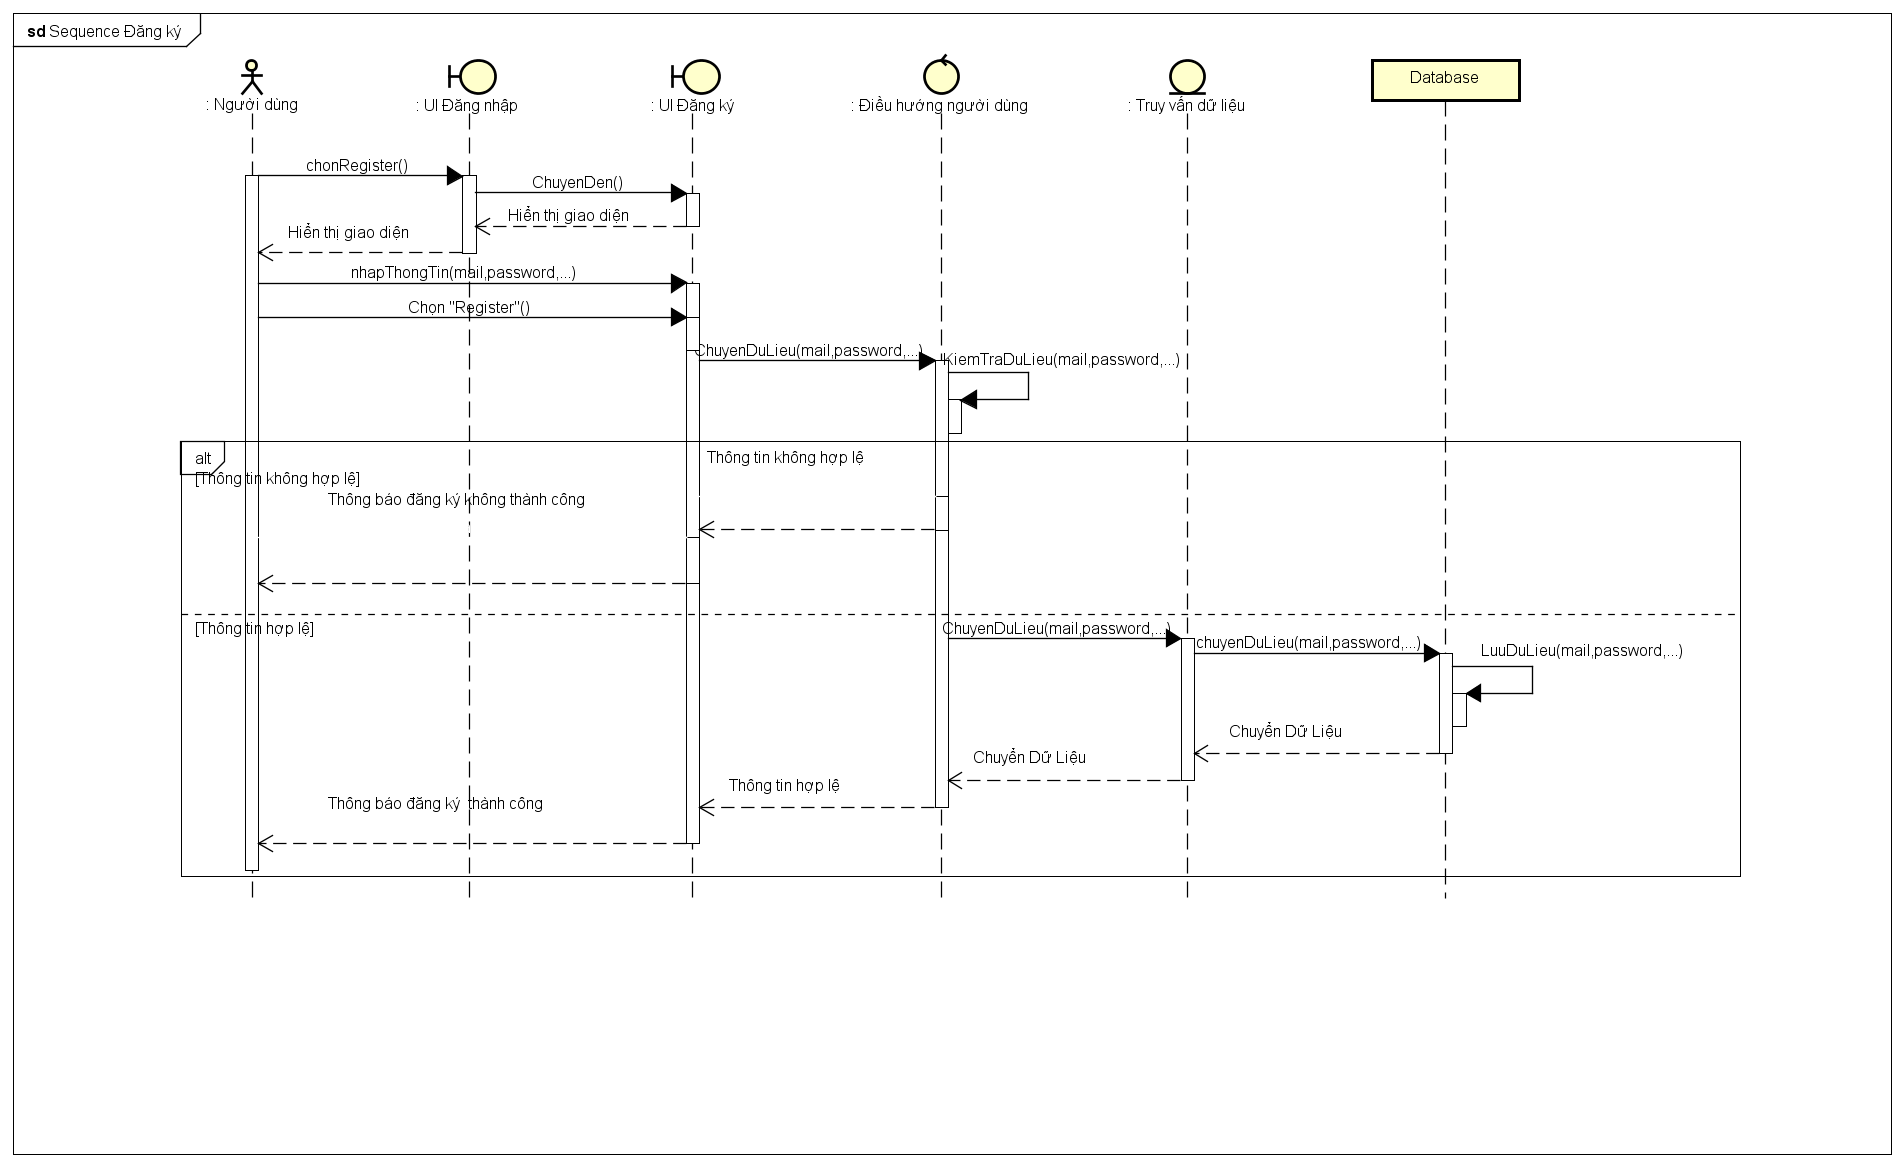 sd Sequence Đăng ký
: Người dùng
: UI Đăng nhập
: UI Đăng ký
: Điều hướng người dùng
: Truy vấn dữ liệu
Database
chonRegister()
ChuyenDen()
Hiển thị giao diện
Hiển thị giao diện
nhapThongTin(mail,password,...)
Chọn "Register"()
ChuyenDuLieu(mail,password,...)
KiemTraDuLieu(mail,password,...)
alt
Thông tin không hợp lệ
[Thông tin không hợp lệ]
Thông báo đăng ký không thành công
[Thông tin hợp lệ]
ChuyenDuLieu(mail,password,...)
chuyenDuLieu(mail,password,...)
LuuDuLieu(mail,password,...)
Chuyển Dữ Liệu
Chuyển Dữ Liệu
Thông tin hợp lệ
Thông báo đăng ký  thành công